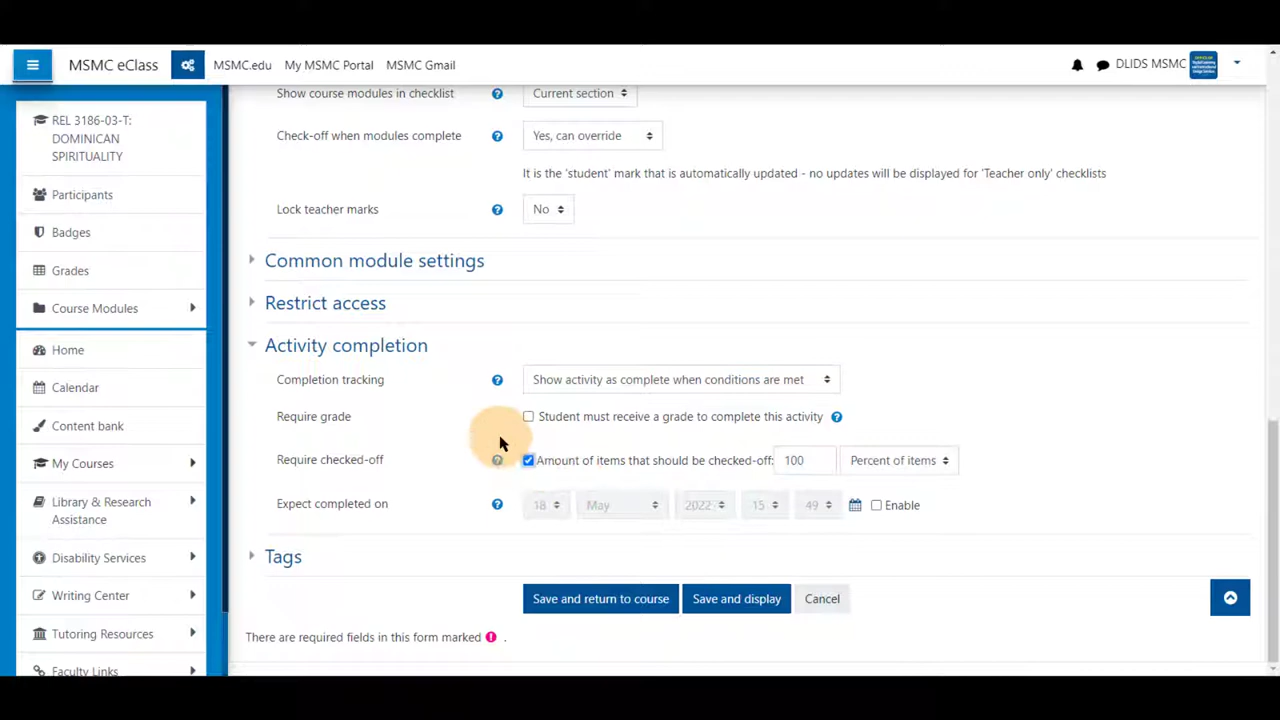 MSMC eClass
MSMC.edu
My MSMC Portal
MSMC Gmail
DLIDS MSMC
REL 3186-03-T:
DOMINICAN
SPIRITUALITY
Participants
Badges
Grades
Course Modules
Home
Calendar
Content bank
My Courses
Library & Research
Assistance
Disability Services
Writing Center
Tutoring Resources
Faculty Links
Show course modules in checklist
Current section
Check-off when modules complete
Yes, can override
It is the 'student' mark that is automatically updated - no updates will be displayed for 'Teacher only' checklists
Lock teacher marks
No
Common module settings
Restrict access
Activity completion
Completion tracking
Show activity as complete when conditions are met
Require grade
Student must receive a grade to complete this activity
Require checked-off
Amount of items that should be checked-off: 100 Percent of items
Expect completed on
18 May 2022 15 49 Enable
Tags
Save and return to course
Save and display
Cancel
There are required fields in this form marked .